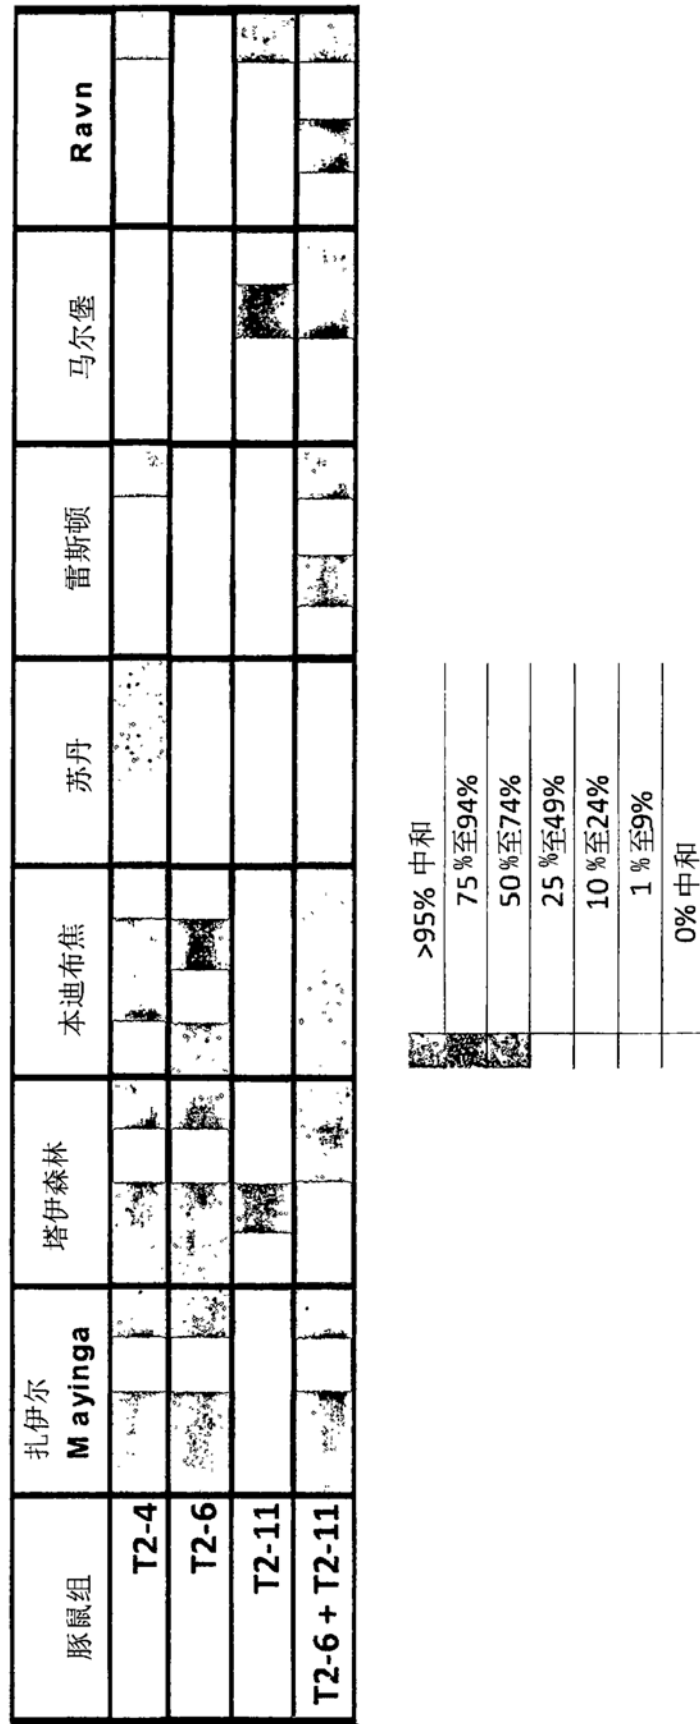 豚鼠组
扎伊尔
Mayinga
塔伊森林
本迪布焦
苏丹
雷斯顿
马尔堡
Ravn
T2-4
T2-6
T2-11
T2-6 + T2-11
>95% 中和
75 %至94%
50 %至74%
25 %至49%
10 %至24%
1 %至9%
0% 中和